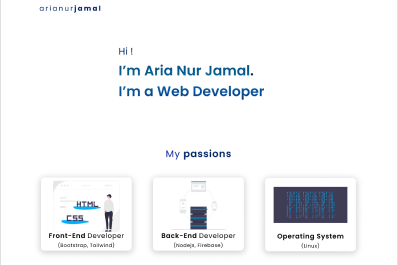 arianurjamal
Hi !
I'm Aria Nur Jamal.
I'm a Web Developer
My passions
HTML
CSS
Front-End Developer
(Bootstrap, Tailwind)
Back-End Developer
(Nodejs, Firebase)
Operating System
(Linux)